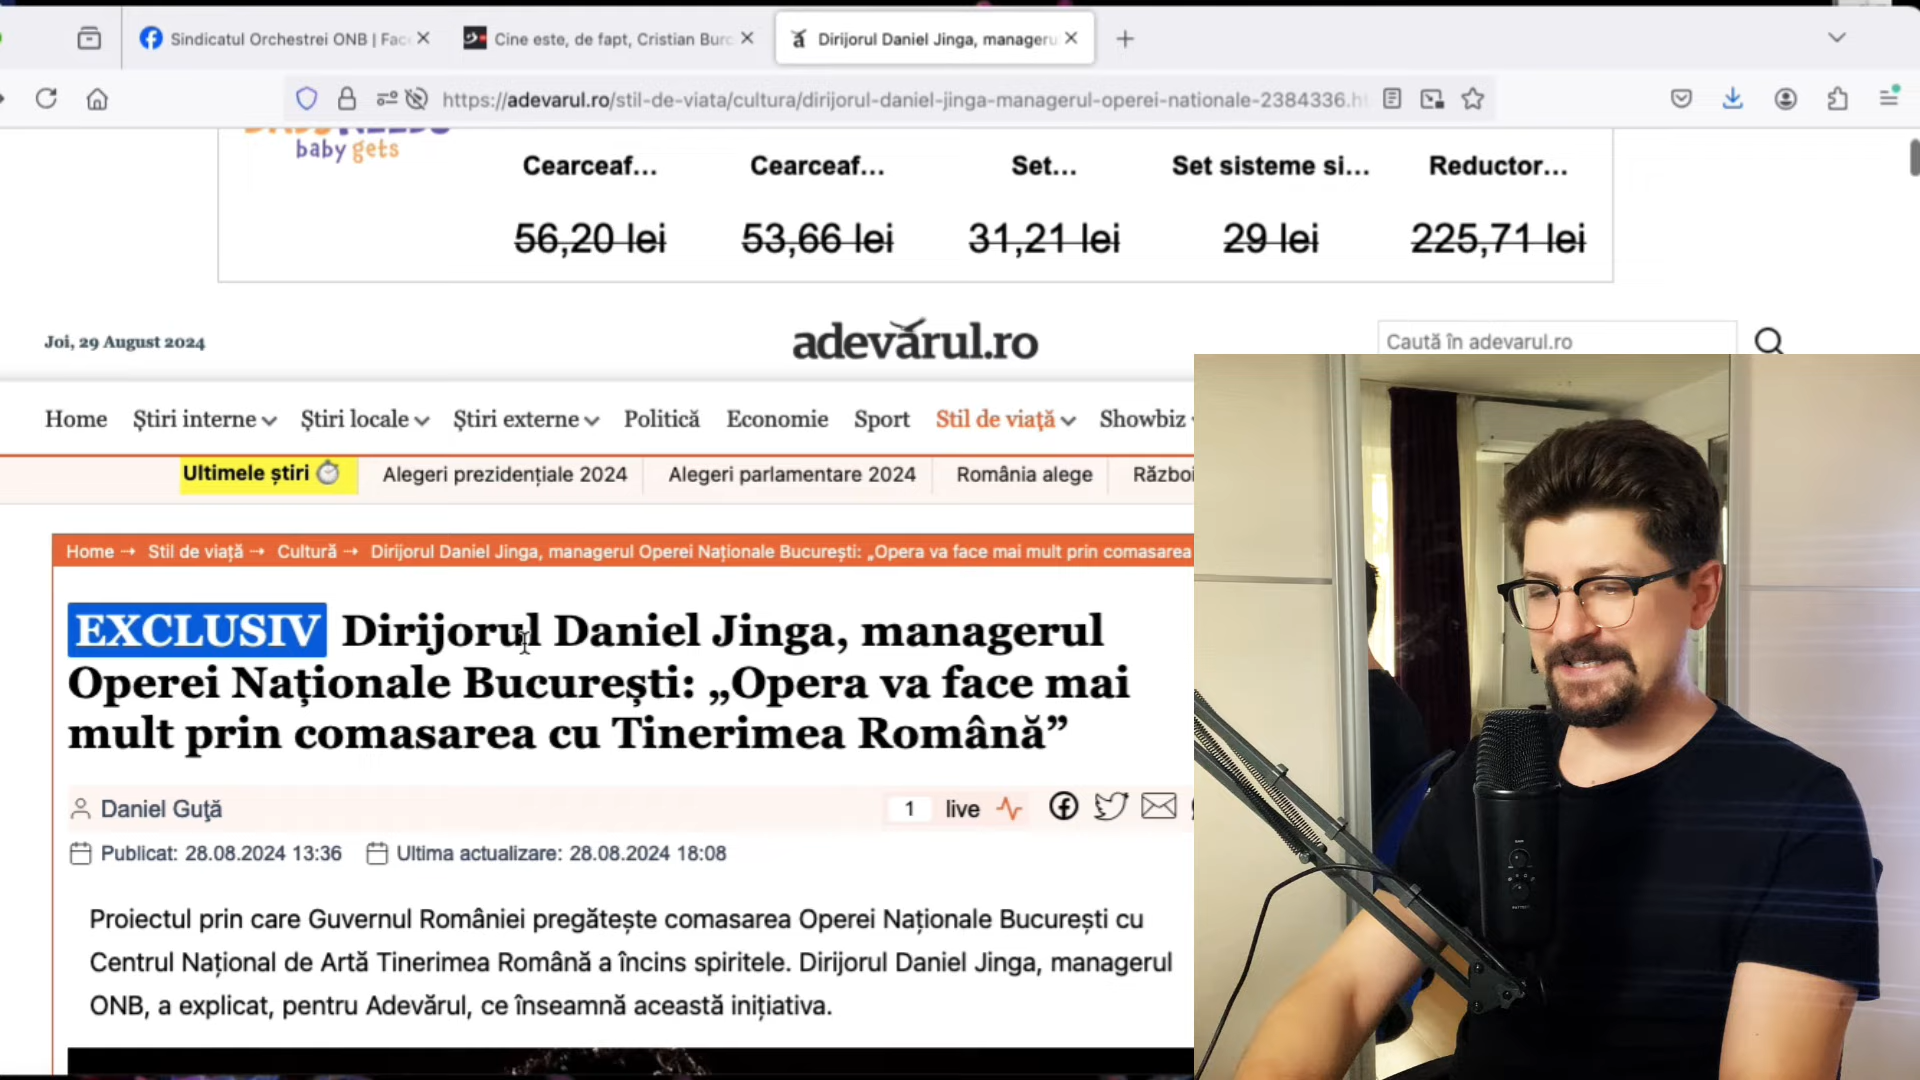 Sindicatul Orchestrei ONB | Fac
Cine este, de fapt, Cristian Burc
Dirijorul Daniel Jinga, manageru
https://adevarul.ro/stil-de-viata/cultura/dirijorul-daniel-jinga-managerul-operei-nationale-2384336.h
baby gets
Cearceaf... Cearceaf... Set... Set sisteme si... Reductor...
56,20 lei 53,66 lei 31,21 lei 29 lei 225,71 lei
Joi, 29 August 2024
adevărul.ro
Caută în adevarul.ro
Home Știri interne Știri locale Știri externe Politică Economie Sport Stil de viață Showbiz
Ultimele știri Alegeri prezidențiale 2024 Alegeri parlamentare 2024 România alege Război
Home → Stil de viață → Cultură → Dirijorul Daniel Jinga, managerul Operei Naționale București: „Opera va face mai mult prin comasarea
EXCLUSIV Dirijorul Daniel Jinga, managerul
Operei Naționale București: „Opera va face mai
mult prin comasarea cu Tinerimea Română”
Daniel Guţă
1 live
Publicat: 28.08.2024 13:36 Ultima actualizare: 28.08.2024 18:08
Proiectul prin care Guvernul României pregătește comasarea Operei Naționale București cu
Centrul Național de Artă Tinerimea Română a încins spiritele. Dirijorul Daniel Jinga, managerul
ONB, a explicat, pentru Adevărul, ce înseamnă această inițiativa.